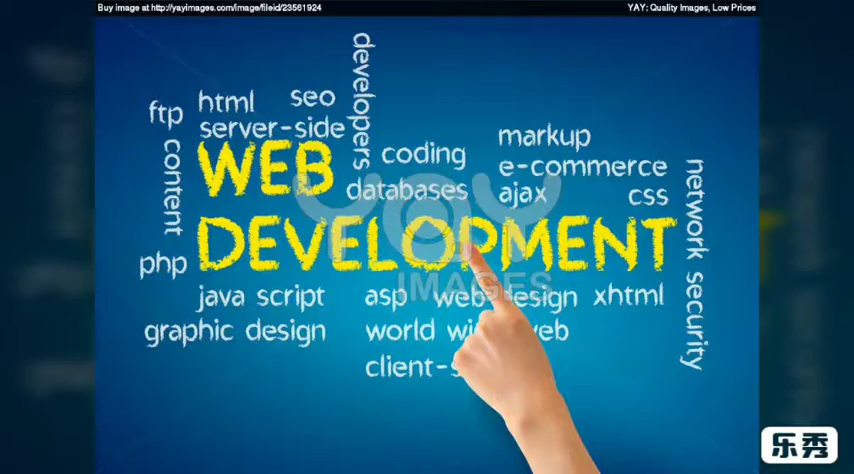 Buy image at http://yayimages.com/image/fileid/23561924
YAY: Quality Images, Low Prices
developers
ftp
html
seo
server-side
content
WEB
coding
databases
markup
e-commerce
ajax
css
network security
DEVELOPMENT
php
java script
asp
web design
xhtml
graphic design
world wi web
client-s
YAY
IMAGES
乐秀